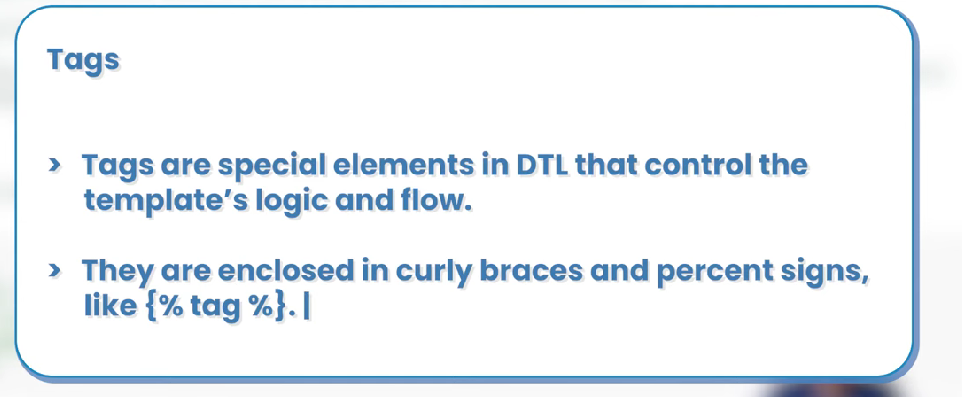 Tags
› Tags are special elements in DTL that control the
template's logic and flow.
› They are enclosed in curly braces and percent signs,
like {% tag %}. |